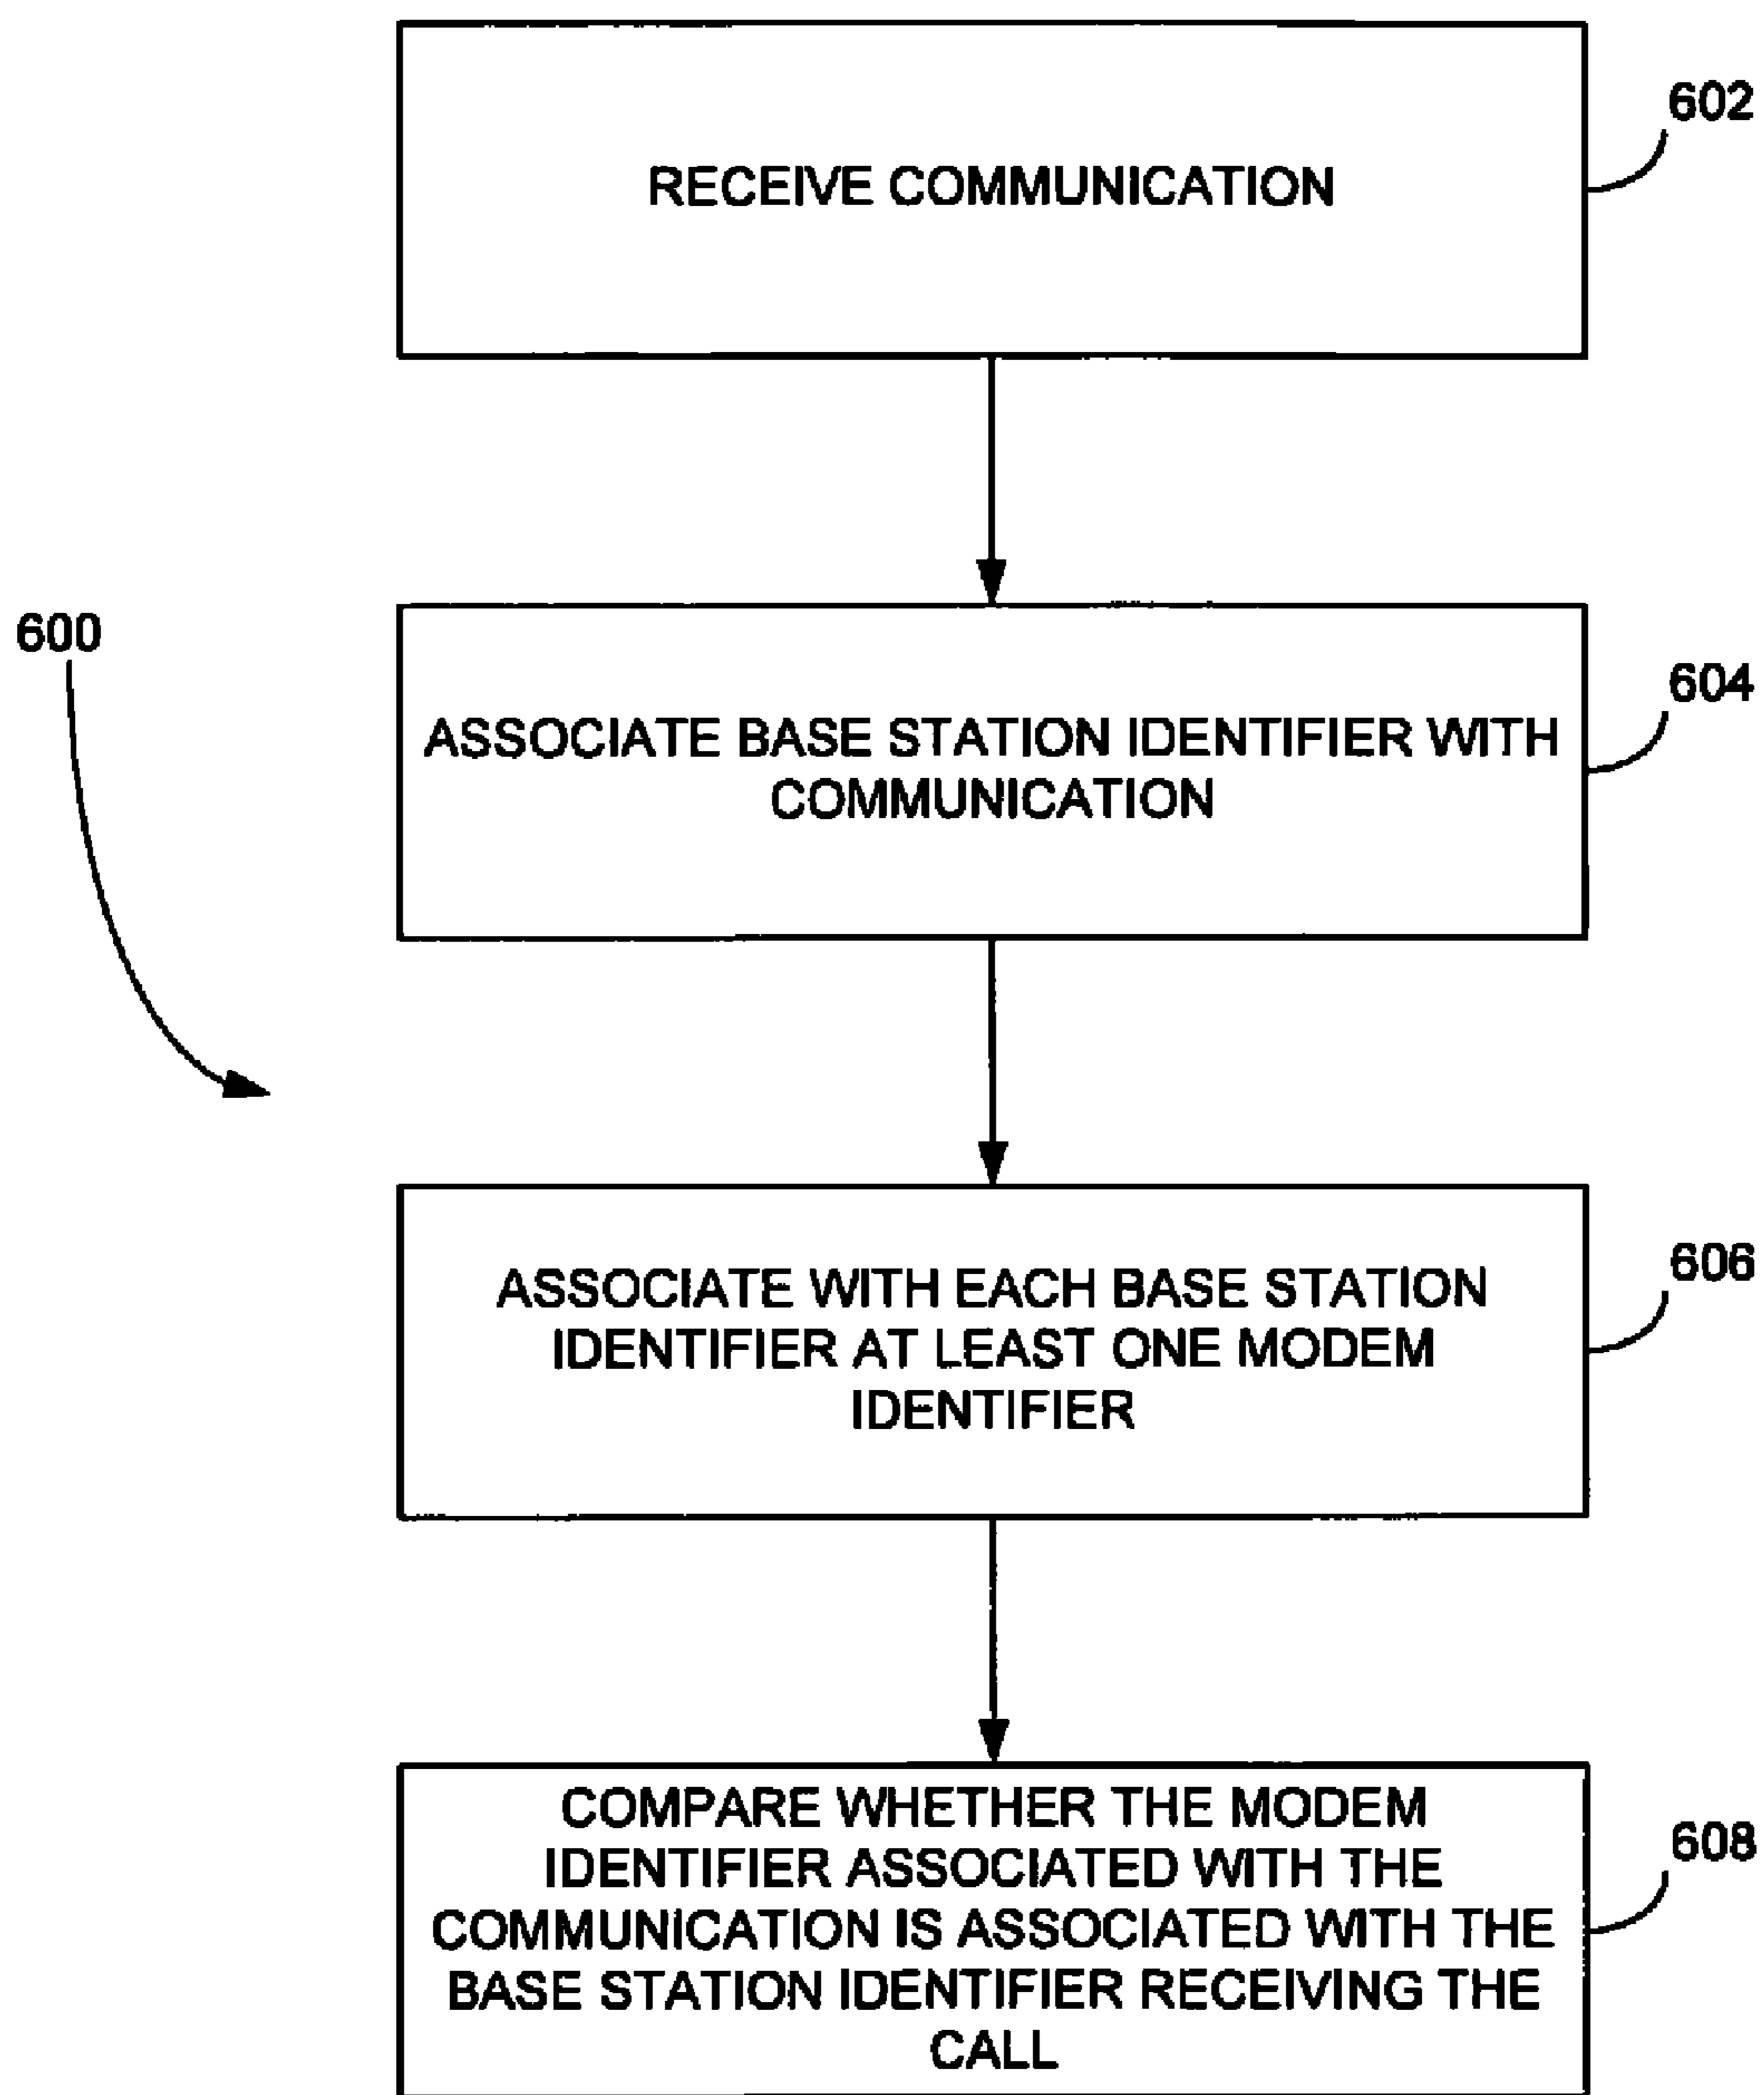 RECEIVE COMMUNICATION
602
600
ASSOCIATE BASE STATION IDENTIFIER WITH
COMMUNICATION
604
ASSOCIATE WITH EACH BASE STATION
IDENTIFIER AT LEAST ONE MODEM
IDENTIFIER
606
COMPARE WHETHER THE MODEM
IDENTIFIER ASSOCIATED WITH THE
COMMUNICATION IS ASSOCIATED WITH THE
BASE STATION IDENTIFIER RECEIVING THE
CALL
608